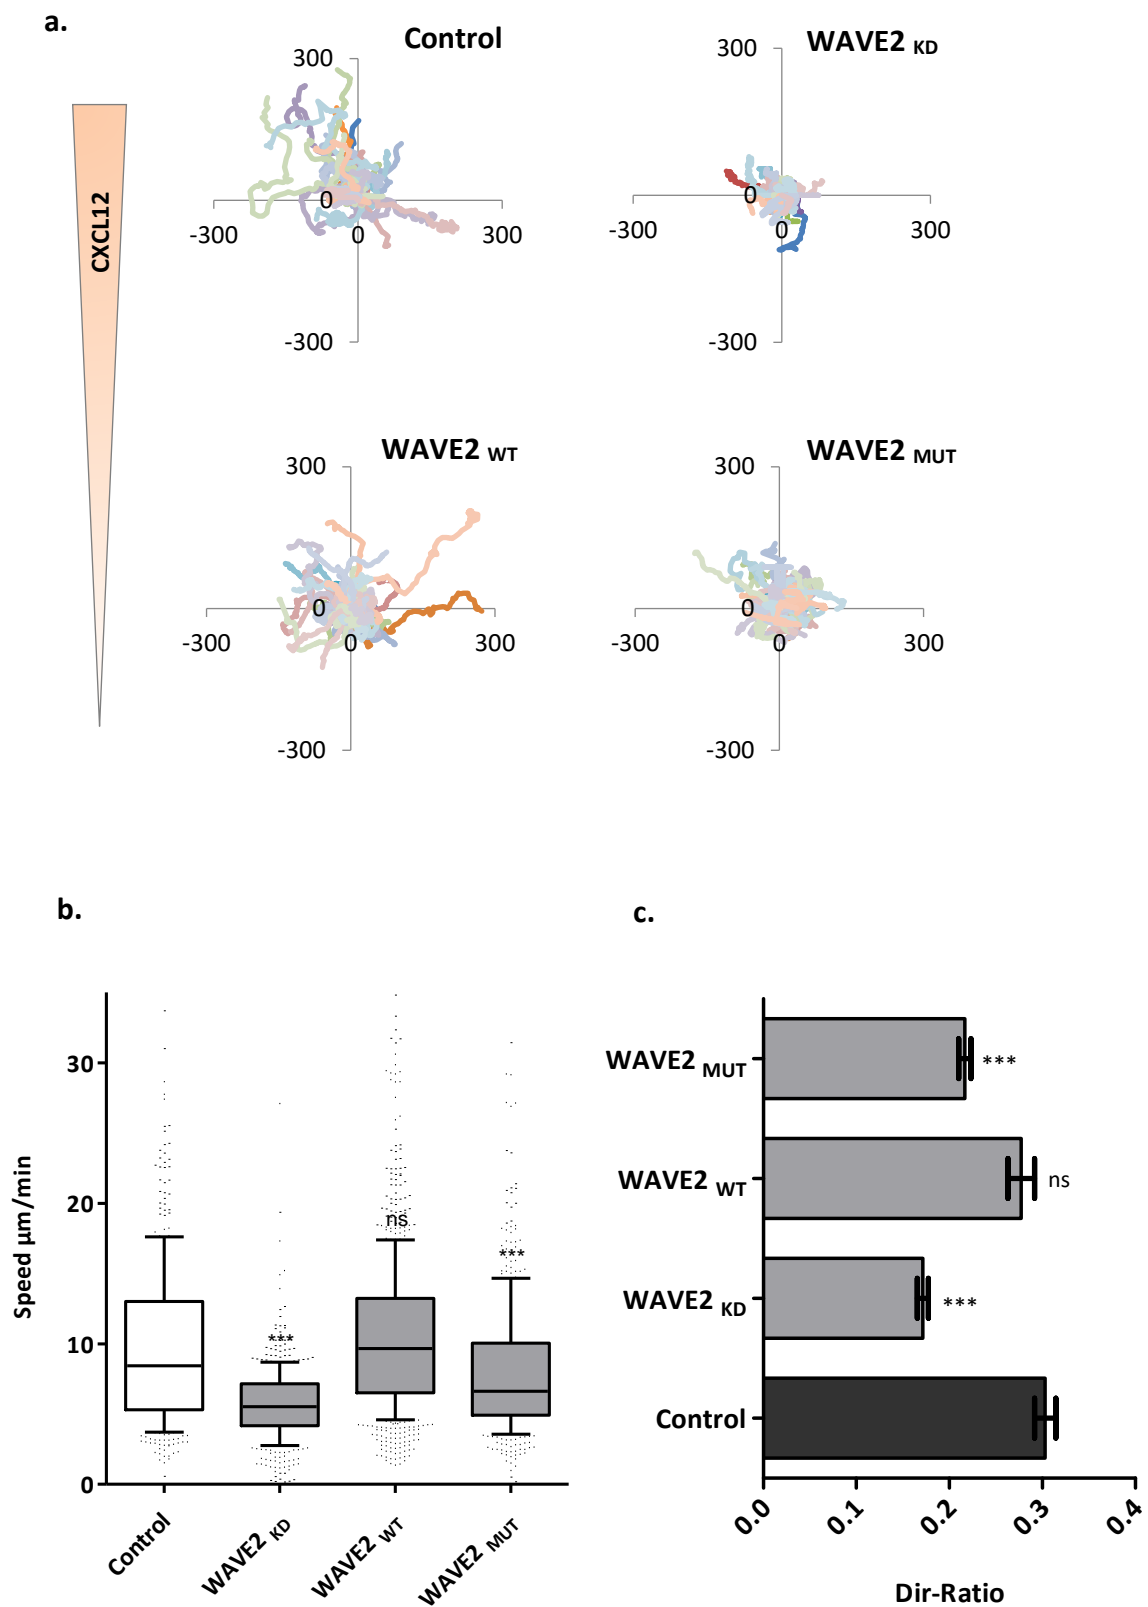 a.
Control
WAVE2 KD
300
300
CXCL12
0
0
-300
0
300
-300
0
300
-300
-300
WAVE2 WT
WAVE2 MUT
300
300
0
0
-300
0
300
-300
0
300
-300
-300
b.
c.
Speed µm/min
30
20
10
0
ns
***
***
Control
WAVE2 KD
WAVE2 WT
WAVE2 MUT
WAVE2 MUT
***
WAVE2 WT
ns
WAVE2 KD
***
Control
0.0
0.1
0.2
0.3
0.4
Dir-Ratio